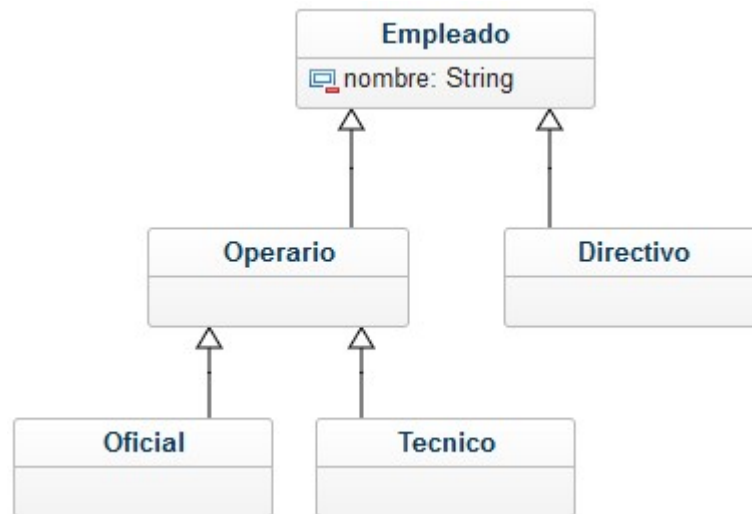 Empleado
nombre: String
Operario
Directivo
Oficial
Tecnico